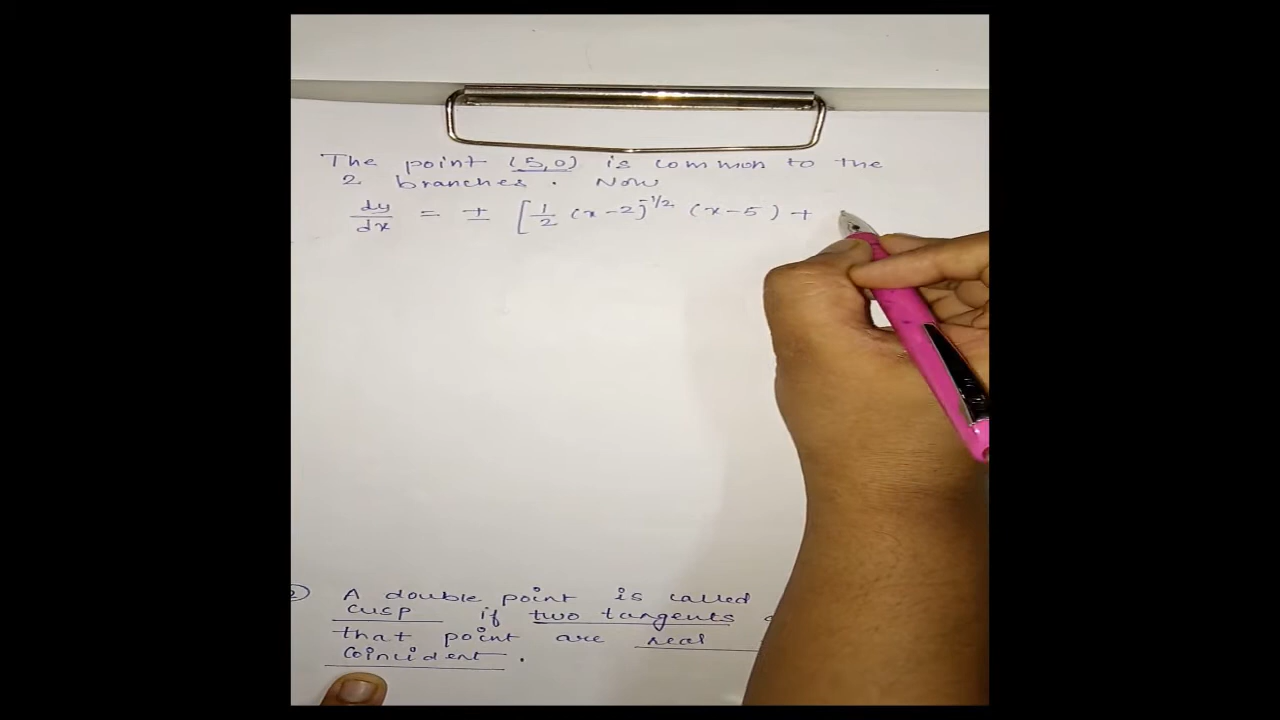 The point (5,0) is common to the
2 branches. Now
dy/dx = ± [1/2 (x-2)^-1/2 (x-5) +
2 A double point is called
cusp if two tangents
that point are real
coincident.